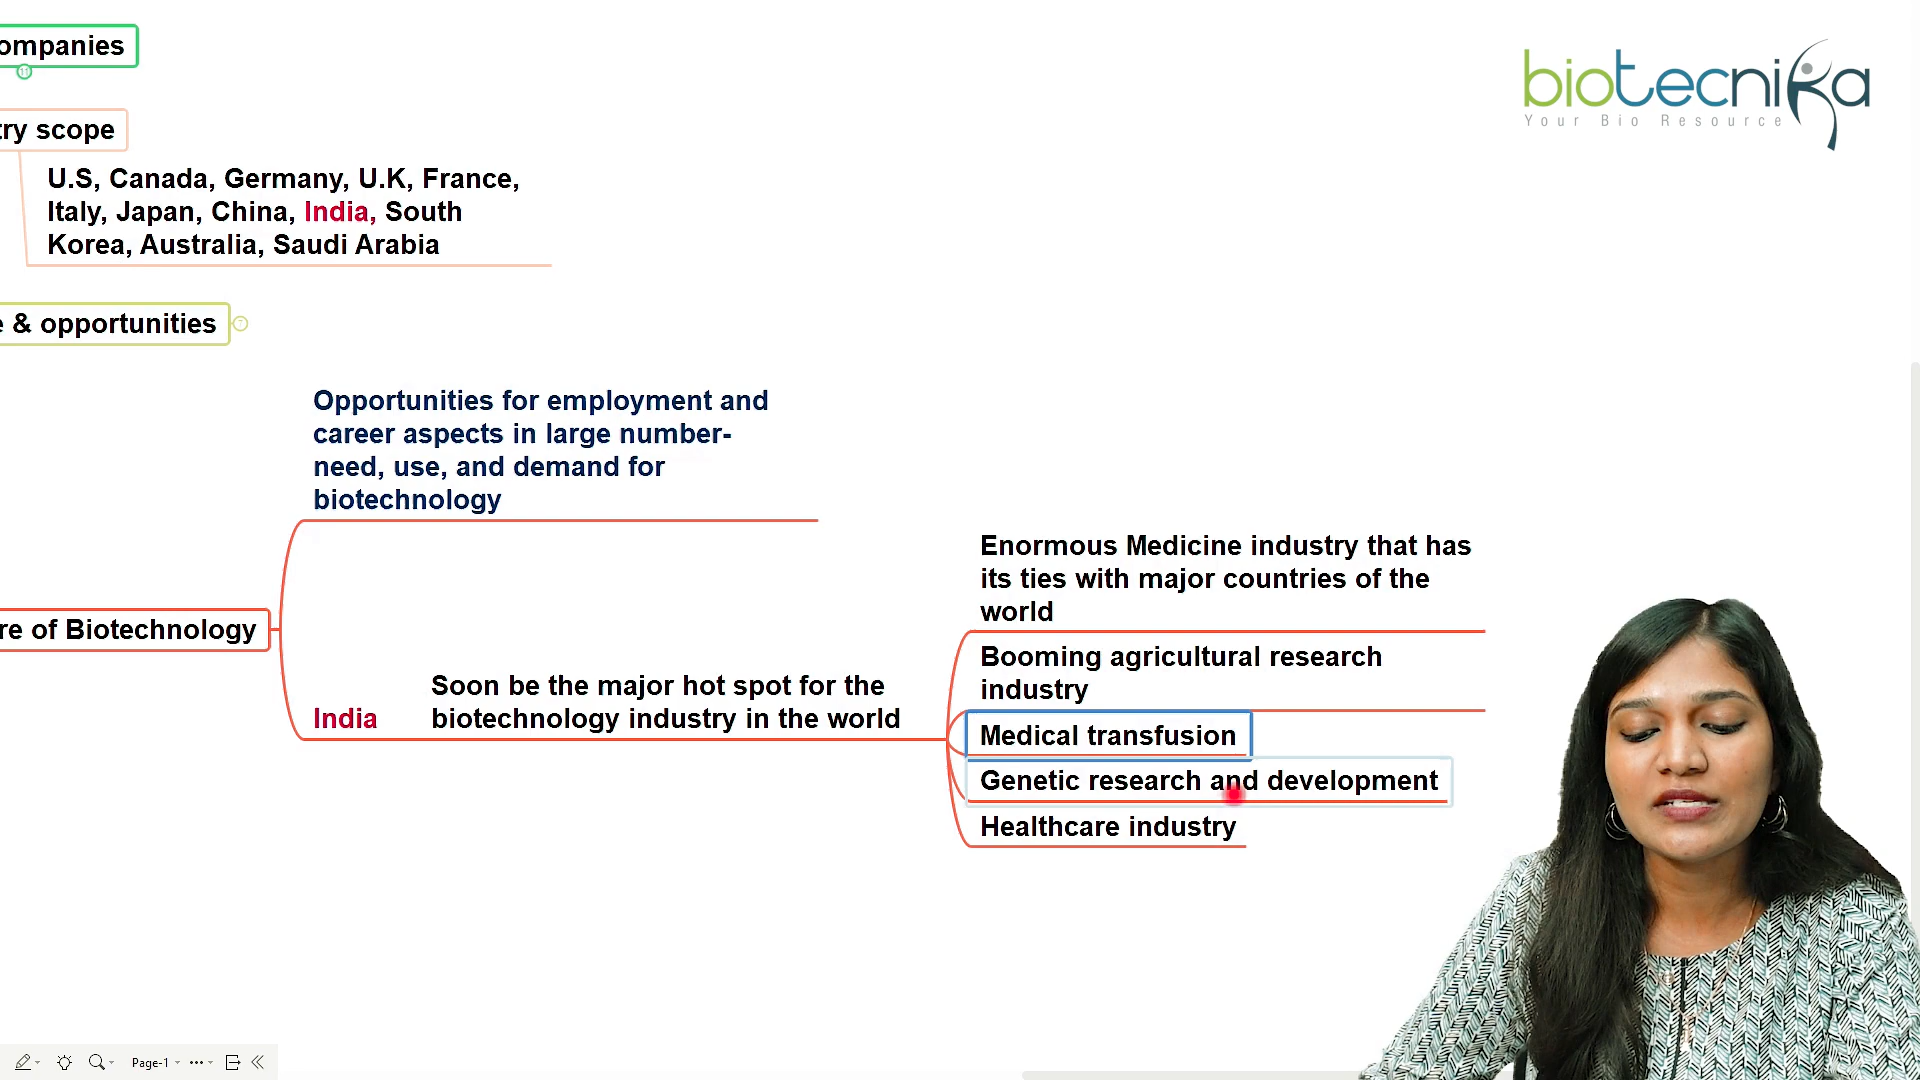 ompanies
11
try scope
U.S, Canada, Germany, U.K, France,
Italy, Japan, China, India, South
Korea, Australia, Saudi Arabia
e & opportunities
Opportunities for employment and
career aspects in large number-
need, use, and demand for
biotechnology
re of Biotechnology
India
Soon be the major hot spot for the
biotechnology industry in the world
Enormous Medicine industry that has
its ties with major countries of the
world
Booming agricultural research
industry
Medical transfusion
Genetic research and development
Healthcare industry
biotecnika
Your Bio Resource
Page-1